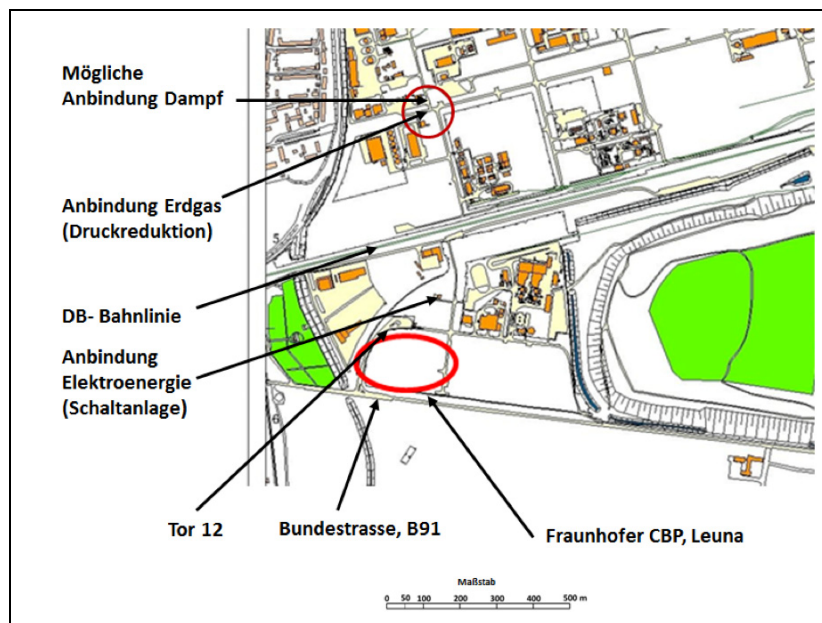 Mögliche
Anbindung Dampf
Anbindung Erdgas
(Druckreduktion)
DB- Bahnlinie
Anbindung
Elektroenergie
(Schaltanlage)
Tor 12
Bundestrasse, B91
Fraunhofer CBP, Leuna
Maßstab
0 50 100 200 300 400 500 m